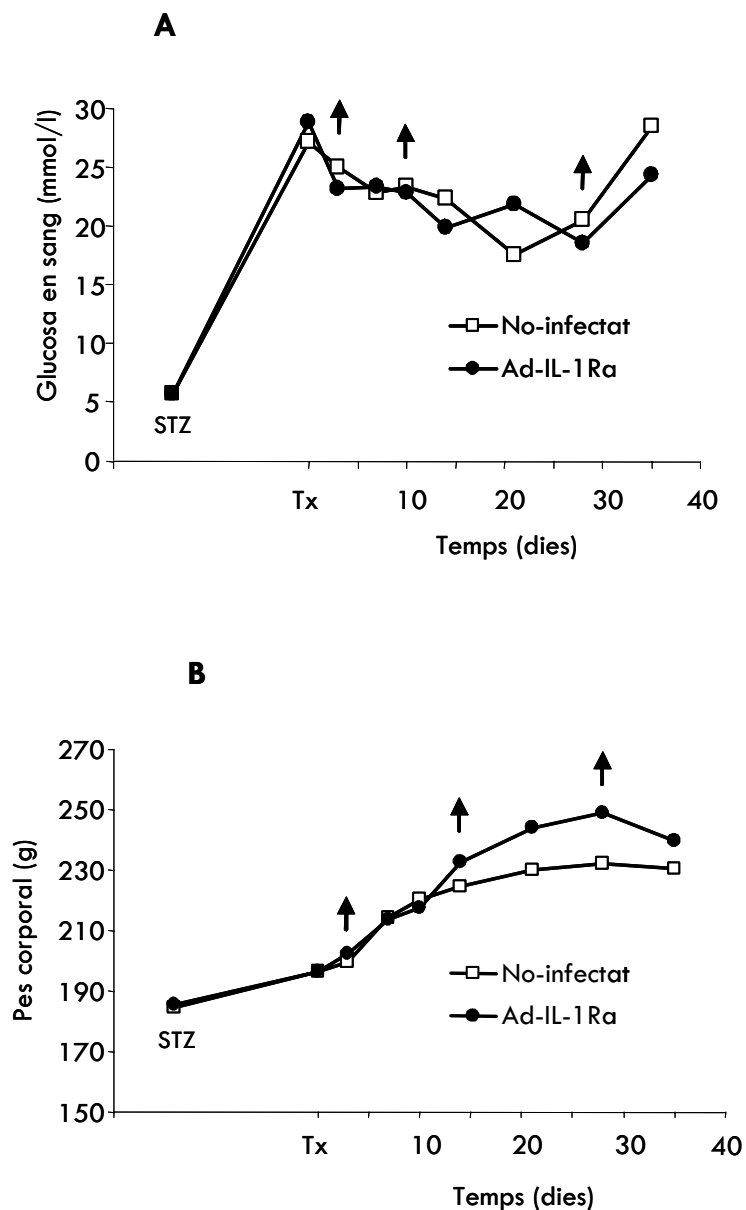 A
Glucosa en sang (mmol/l)
30
25
20
15
10
5
0
STZ
No-infectat
Ad-IL-1Ra
Tx 10 20 30 40
Temps (dies)
B
Pes corporal (g)
270
250
230
210
190
170
150
STZ
No-infectat
Ad-IL-1Ra
Tx 10 20 30 40
Temps (dies)